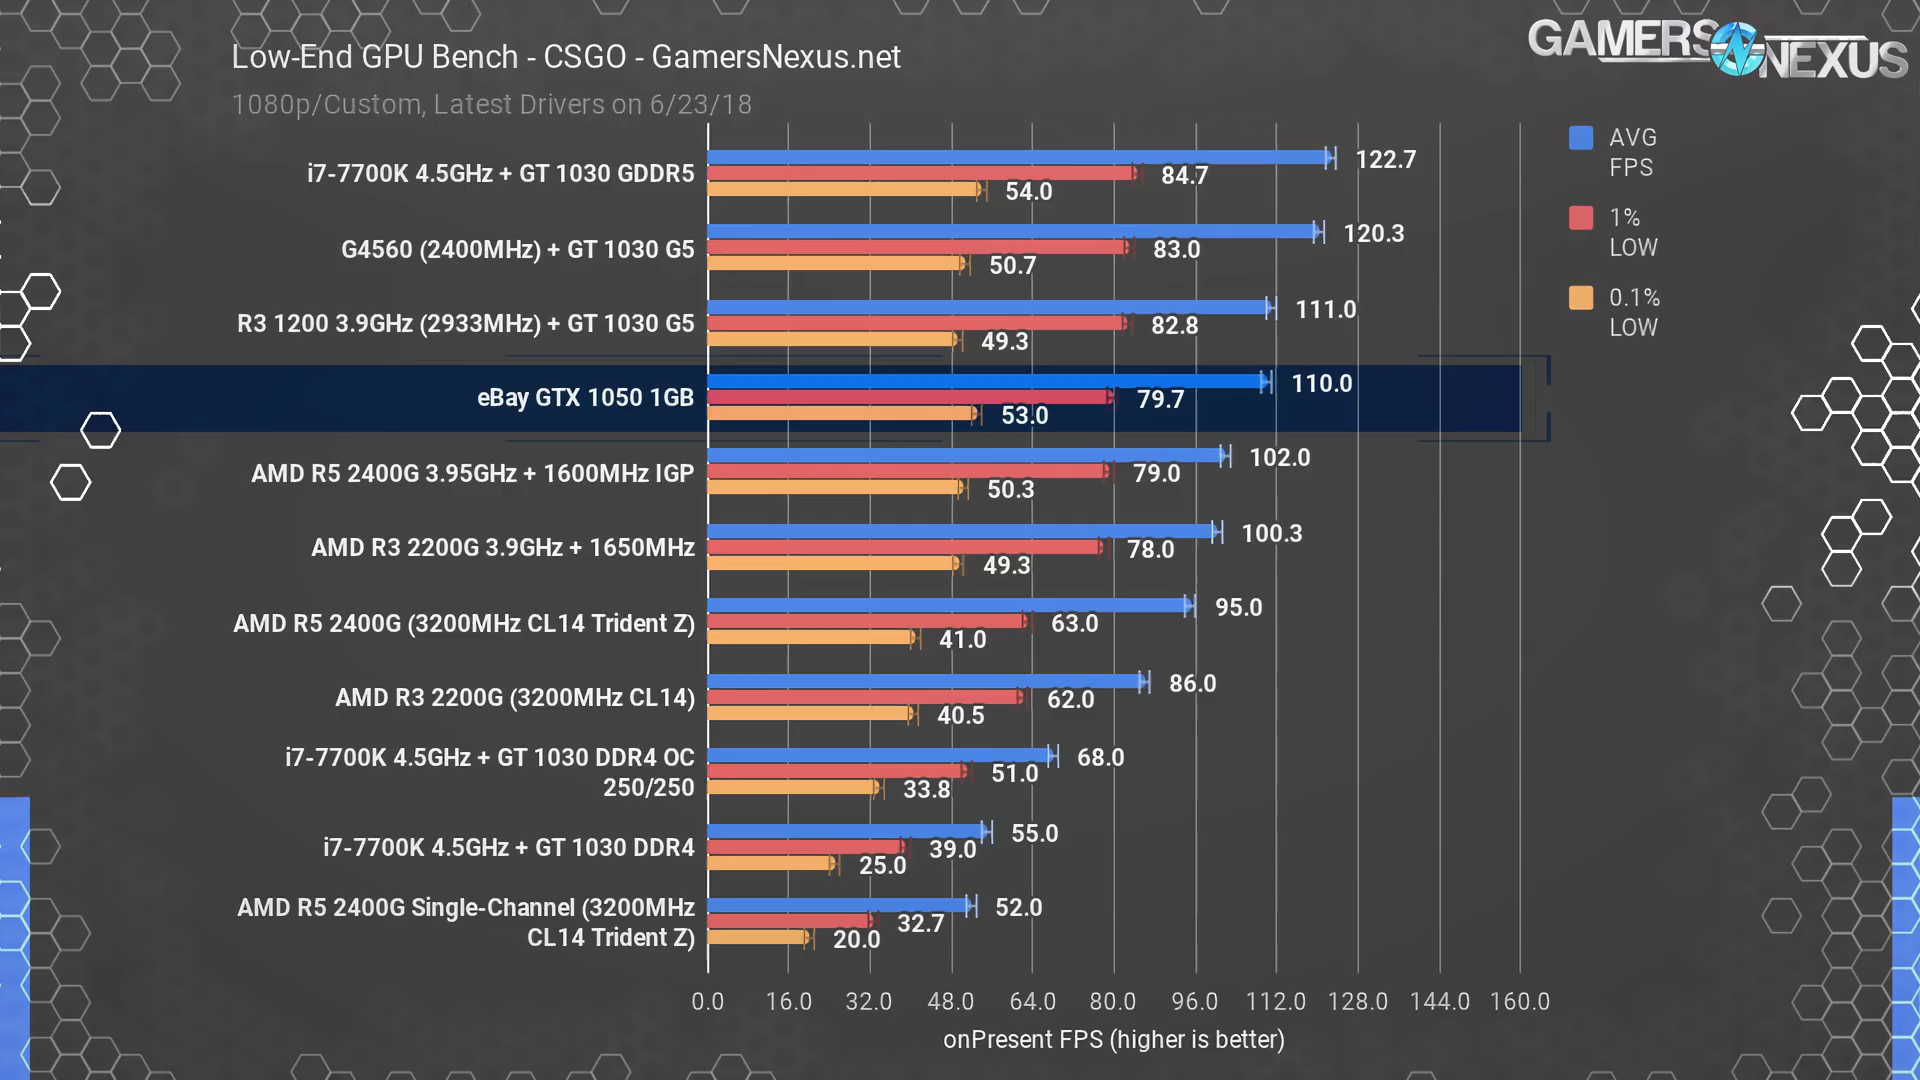 Low-End GPU Bench - CSGO - GamersNexus.net
GAMERS NEXUS
1080p/Custom, Latest Drivers on 6/23/18
AVG
FPS
1%
LOW
0.1%
LOW
i7-7700K 4.5GHz + GT 1030 GDDR5
122.7
84.7
54.0
G4560 (2400MHz) + GT 1030 G5
120.3
83.0
50.7
R3 1200 3.9GHz (2933MHz) + GT 1030 G5
111.0
82.8
49.3
eBay GTX 1050 1GB
110.0
79.7
53.0
AMD R5 2400G 3.95GHz + 1600MHz IGP
102.0
79.0
50.3
AMD R3 2200G 3.9GHz + 1650MHz
100.3
78.0
49.3
AMD R5 2400G (3200MHz CL14 Trident Z)
95.0
63.0
41.0
AMD R3 2200G (3200MHz CL14)
86.0
62.0
40.5
i7-7700K 4.5GHz + GT 1030 DDR4 OC
250/250
68.0
51.0
33.8
i7-7700K 4.5GHz + GT 1030 DDR4
55.0
39.0
25.0
AMD R5 2400G Single-Channel (3200MHz
CL14 Trident Z)
52.0
32.7
20.0
0.0 16.0 32.0 48.0 64.0 80.0 96.0 112.0 128.0 144.0 160.0
onPresent FPS (higher is better)